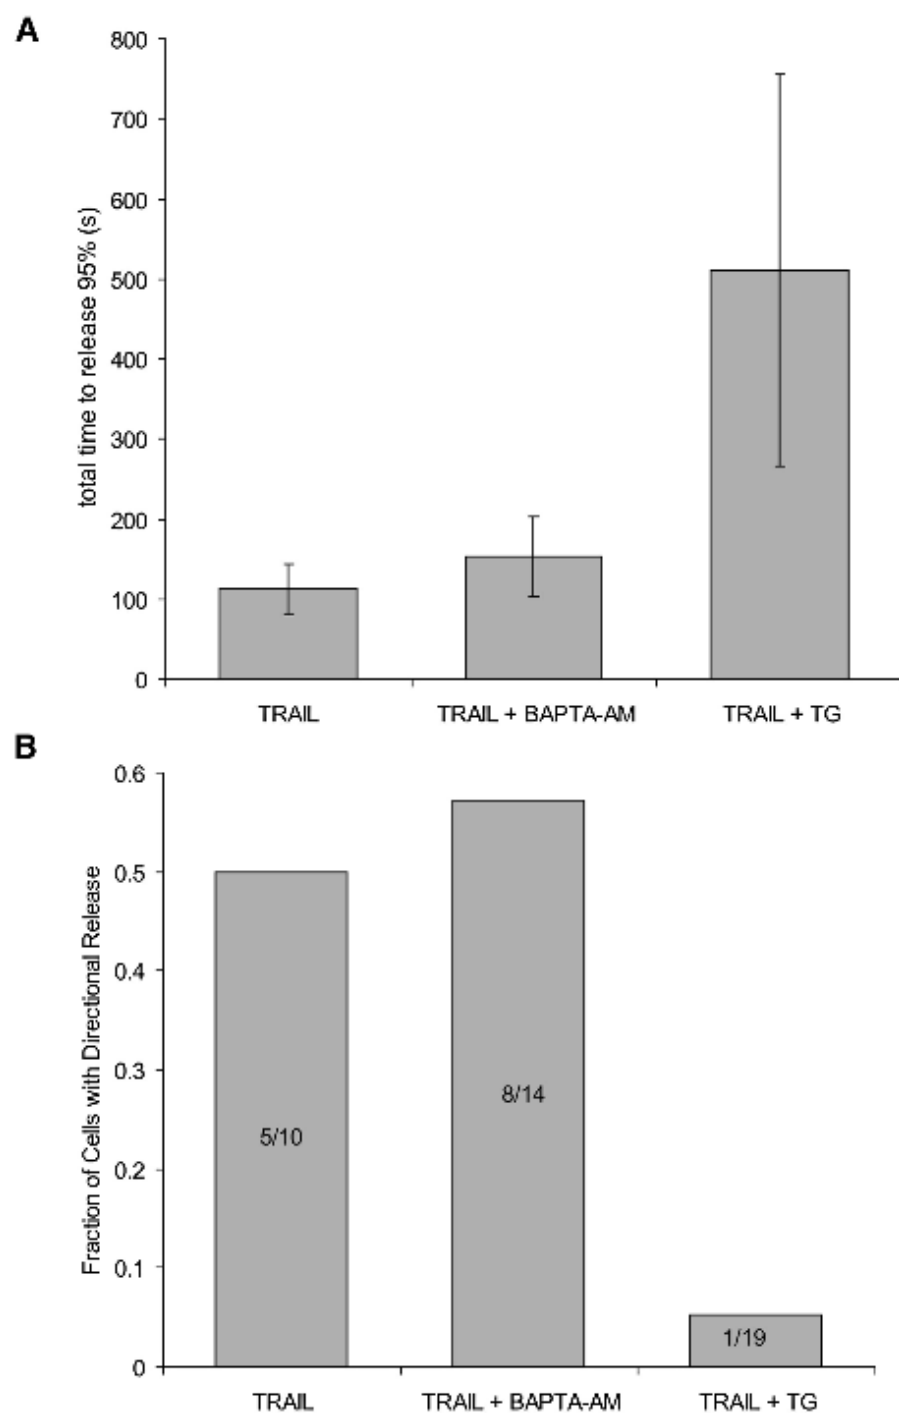 A
800
700
600
500
400
300
200
100
0
total time to release 95% (s)
TRAIL
TRAIL + BAPTA-AM
TRAIL + TG
B
0.6
0.5
0.4
0.3
0.2
0.1
0
Fraction of Cells with Directional Release
5/10
8/14
1/19
TRAIL
TRAIL + BAPTA-AM
TRAIL + TG